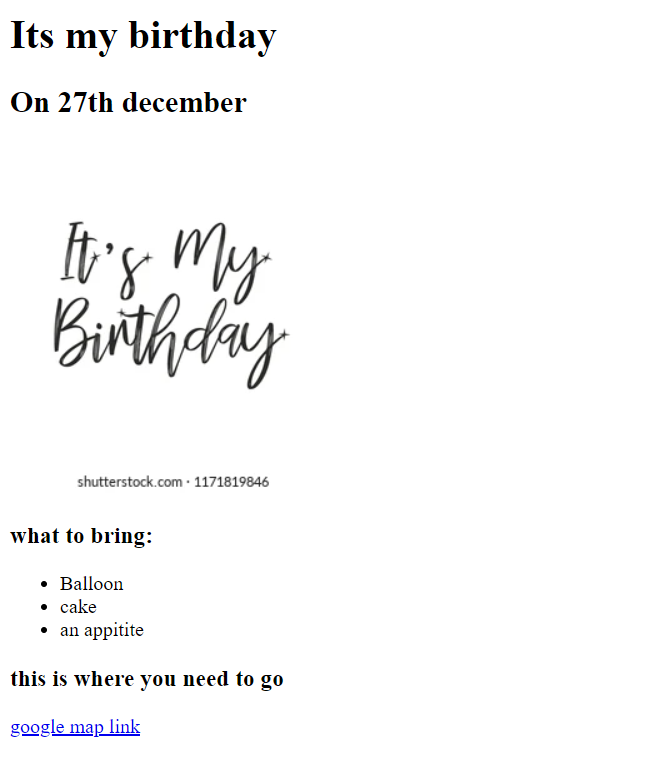 Its my birthday
On 27th december
It's My
Birthday
shutterstock.com · 1171819846
what to bring:
Balloon
cake
an appitite
this is where you need to go
google map link